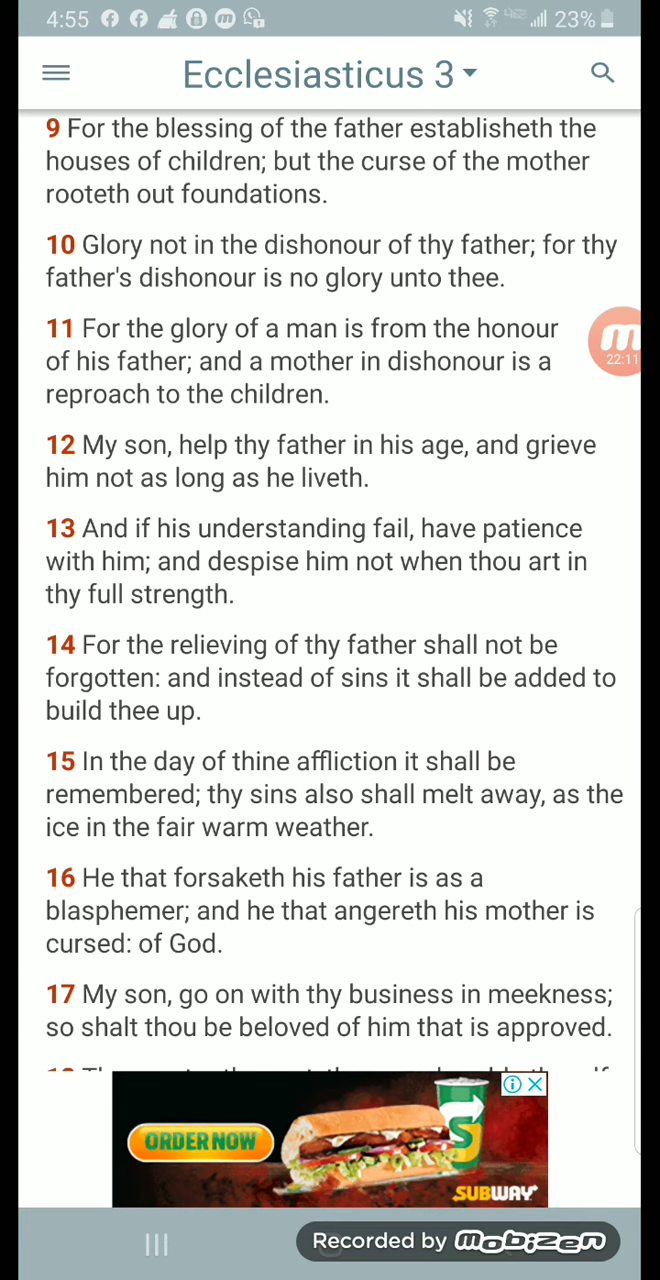 4:55
23%
Ecclesiasticus 3
9 For the blessing of the father establisheth the
houses of children; but the curse of the mother
rooteth out foundations.
10 Glory not in the dishonour of thy father; for thy
father's dishonour is no glory unto thee.
11 For the glory of a man is from the honour
of his father; and a mother in dishonour is a
reproach to the children.
m
22:11
12 My son, help thy father in his age, and grieve
him not as long as he liveth.
13 And if his understanding fail, have patience
with him; and despise him not when thou art in
thy full strength.
14 For the relieving of thy father shall not be
forgotten: and instead of sins it shall be added to
build thee up.
15 In the day of thine affliction it shall be
remembered; thy sins also shall melt away, as the
ice in the fair warm weather.
16 He that forsaketh his father is as a
blasphemer; and he that angereth his mother is
cursed: of God.
17 My son, go on with thy business in meekness;
so shalt thou be beloved of him that is approved.
ORDER NOW
S
SUBWAY
Recorded by mobizen